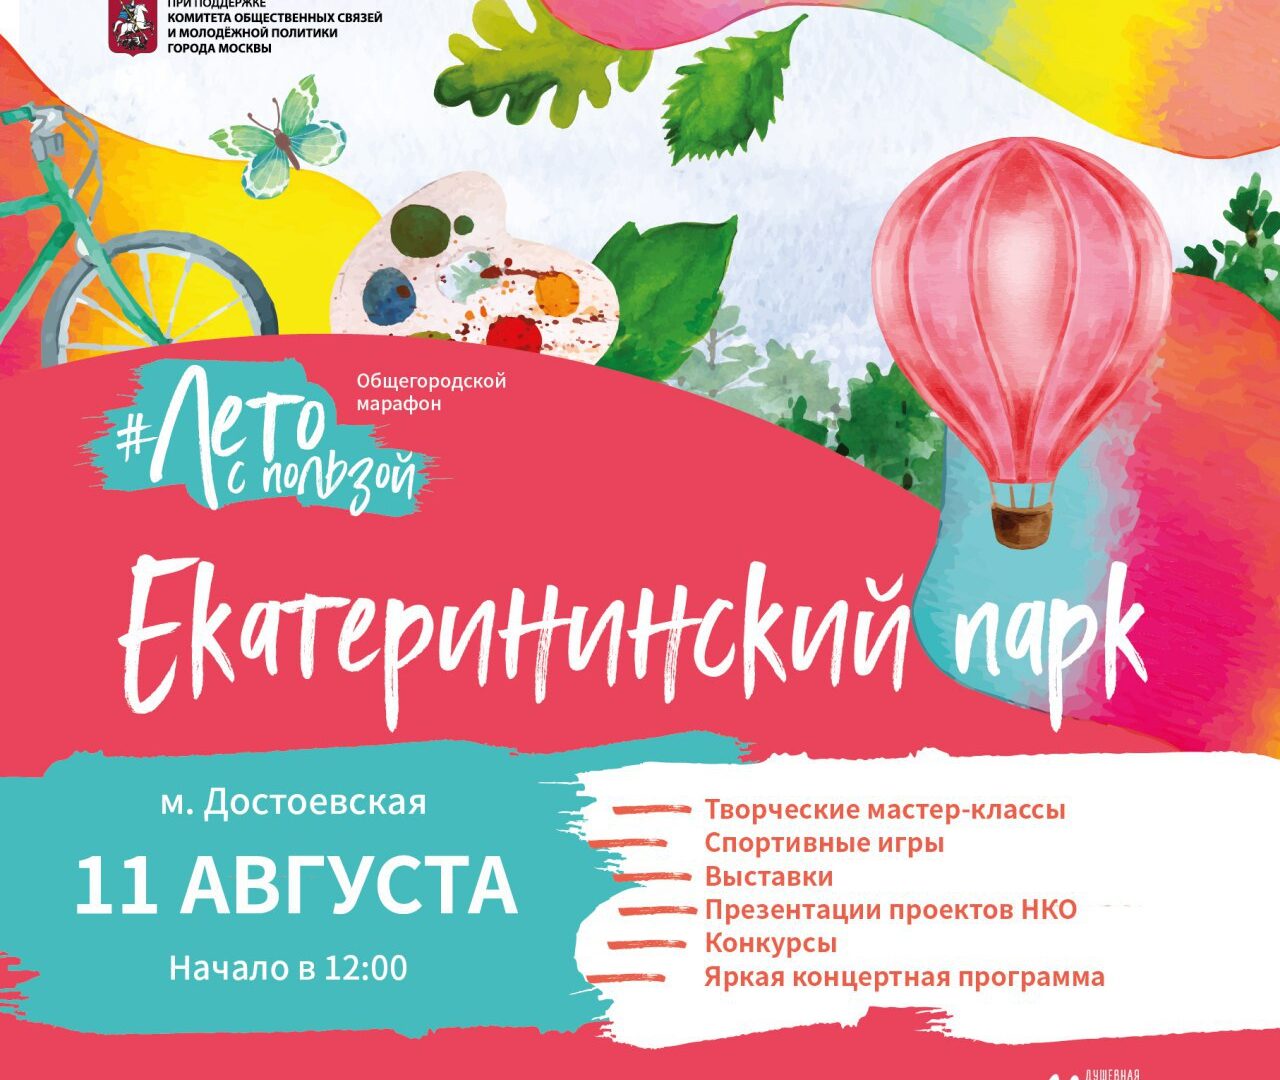 ПРИ ПОДДЕРЖКЕ
КОМИТЕТА ОБЩЕСТВЕННЫХ СВЯЗЕЙ
И МОЛОДЁЖНОЙ ПОЛИТИКИ
ГОРОДА МОСКВЫ
Общегородской
марафон
#Лето
с пользой
Екатерининский парк
м. Достоевская
11 АВГУСТА
Начало в 12:00
Творческие мастер-классы
Спортивные игры
Выставки
Презентации проектов НКО
Конкурсы
Яркая концертная программа
ДУШЕВНАЯ